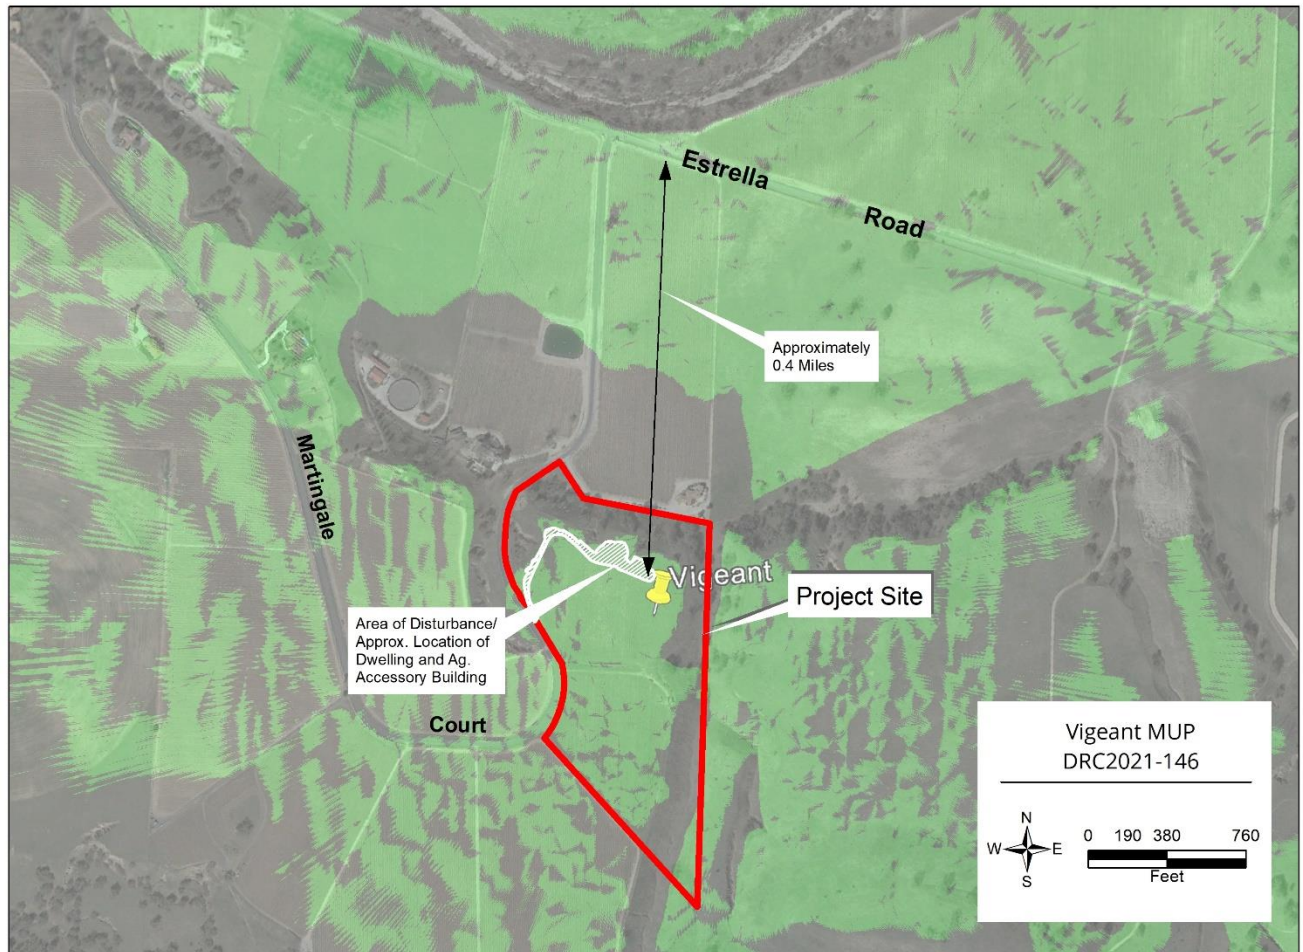 Estrella
Road
Approximately
0.4 Miles
Martingale
Vigeant
Project Site
Area of Disturbance/
Approx. Location of
Dwelling and Ag.
Accessory Building
Court
Vigeant MUP
DRC2021-146
N
W E
S
0 190 380 760
Feet